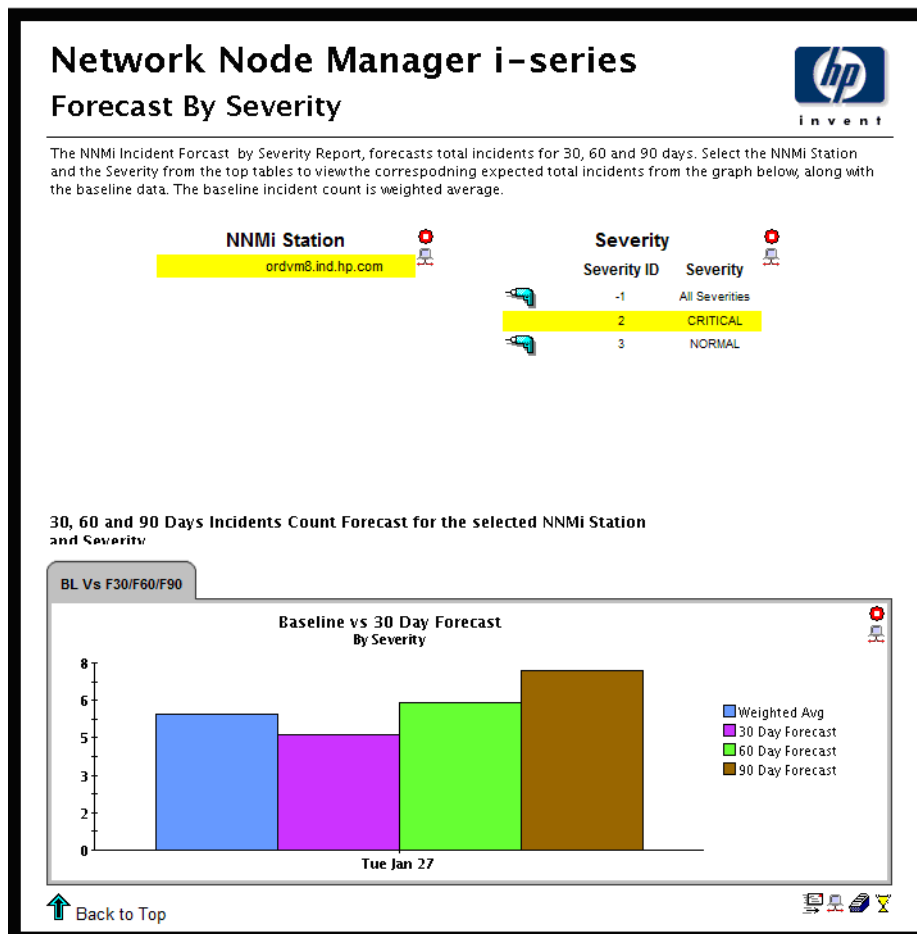 Network Node Manager i-series
Forecast By Severity
hp
invent
The NNMi Incident Forcast by Severity Report, forecasts total incidents for 30, 60 and 90 days. Select the NNMi Station
and the Severity from the top tables to view the correspodning expected total incidents from the graph below, along with
the baseline data. The baseline incident count is weighted average.
NNMi Station
ordvm8.ind.hp.com
Severity
Severity ID Severity
-1 All Severities
2 CRITICAL
3 NORMAL
30, 60 and 90 Days Incidents Count Forecast for the selected NNMi Station
and Severity
BL Vs F30/F60/F90
Baseline vs 30 Day Forecast
By Severity
8
6
5
3
2
0
Tue Jan 27
Weighted Avg
30 Day Forecast
60 Day Forecast
90 Day Forecast
Back to Top